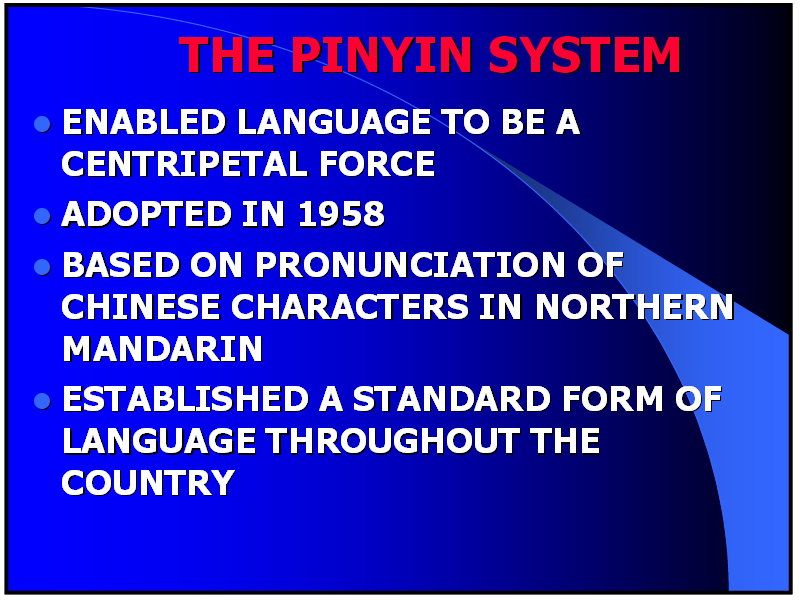 THE PINYIN SYSTEM
ENABLED LANGUAGE TO BE A
CENTRIPETAL FORCE
ADOPTED IN 1958
BASED ON PRONUNCIATION OF
CHINESE CHARACTERS IN NORTHERN
MANDARIN
ESTABLISHED A STANDARD FORM OF
LANGUAGE THROUGHOUT THE
COUNTRY